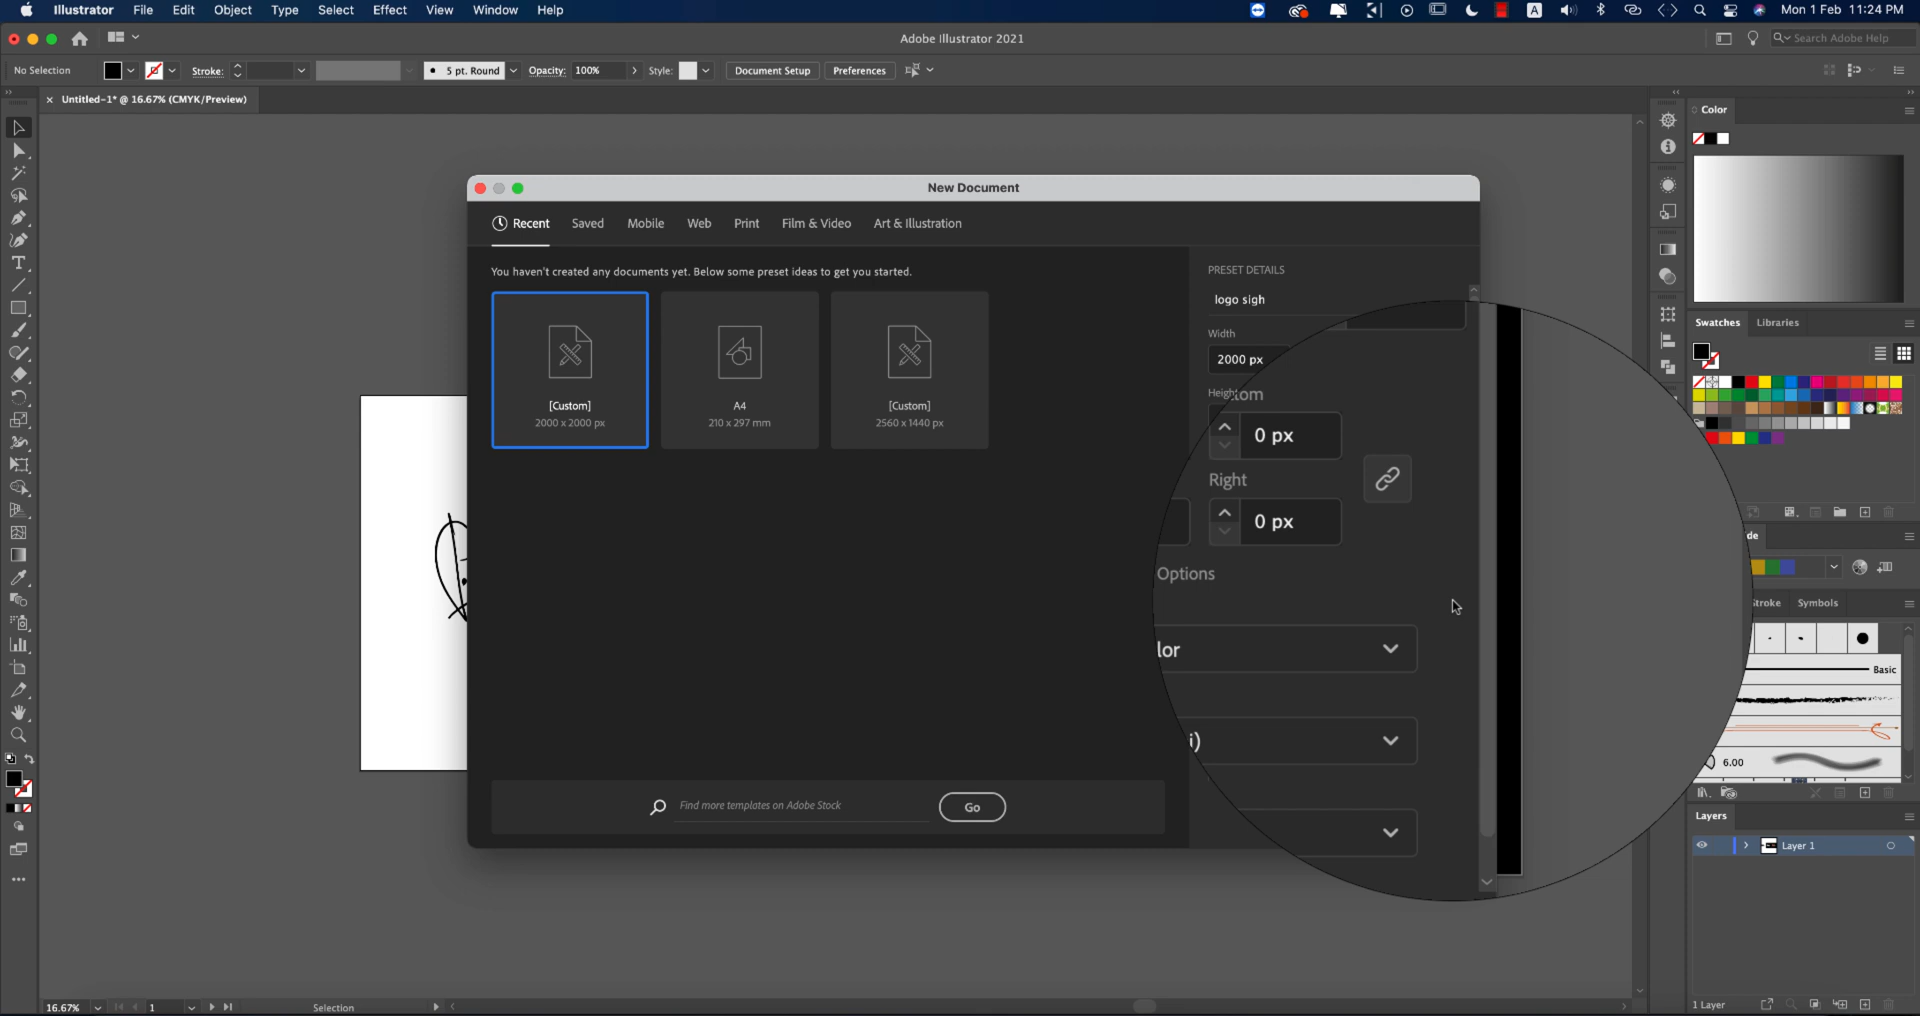 Illustrator File Edit Object Type Select Effect View Window Help
A
Mon 1 Feb 11:24 PM
Adobe Illustrator 2021
Search Adobe Help
No Selection
Stroke:
5 pt. Round
Opacity: 100%
Style:
Document Setup
Preferences
Untitled-1* @ 16.67% (CMYK/Preview)
New Document
Recent Saved Mobile Web Print Film & Video Art & Illustration
You haven't created any documents yet. Below some preset ideas to get you started.
[Custom]
2000 x 2000 px
A4
210 x 297 mm
[Custom]
2560 x 1440 px
Find more templates on Adobe Stock
Go
PRESET DETAILS
logo sigh
Width
2000 px
Height
tom
0 px
Right
0 px
Options
lor
i)
Color
Swatches Libraries
de
Stroke Symbols
Basic
6.00
Layers
Layer 1
1 Layer
16.67%
1
Selection